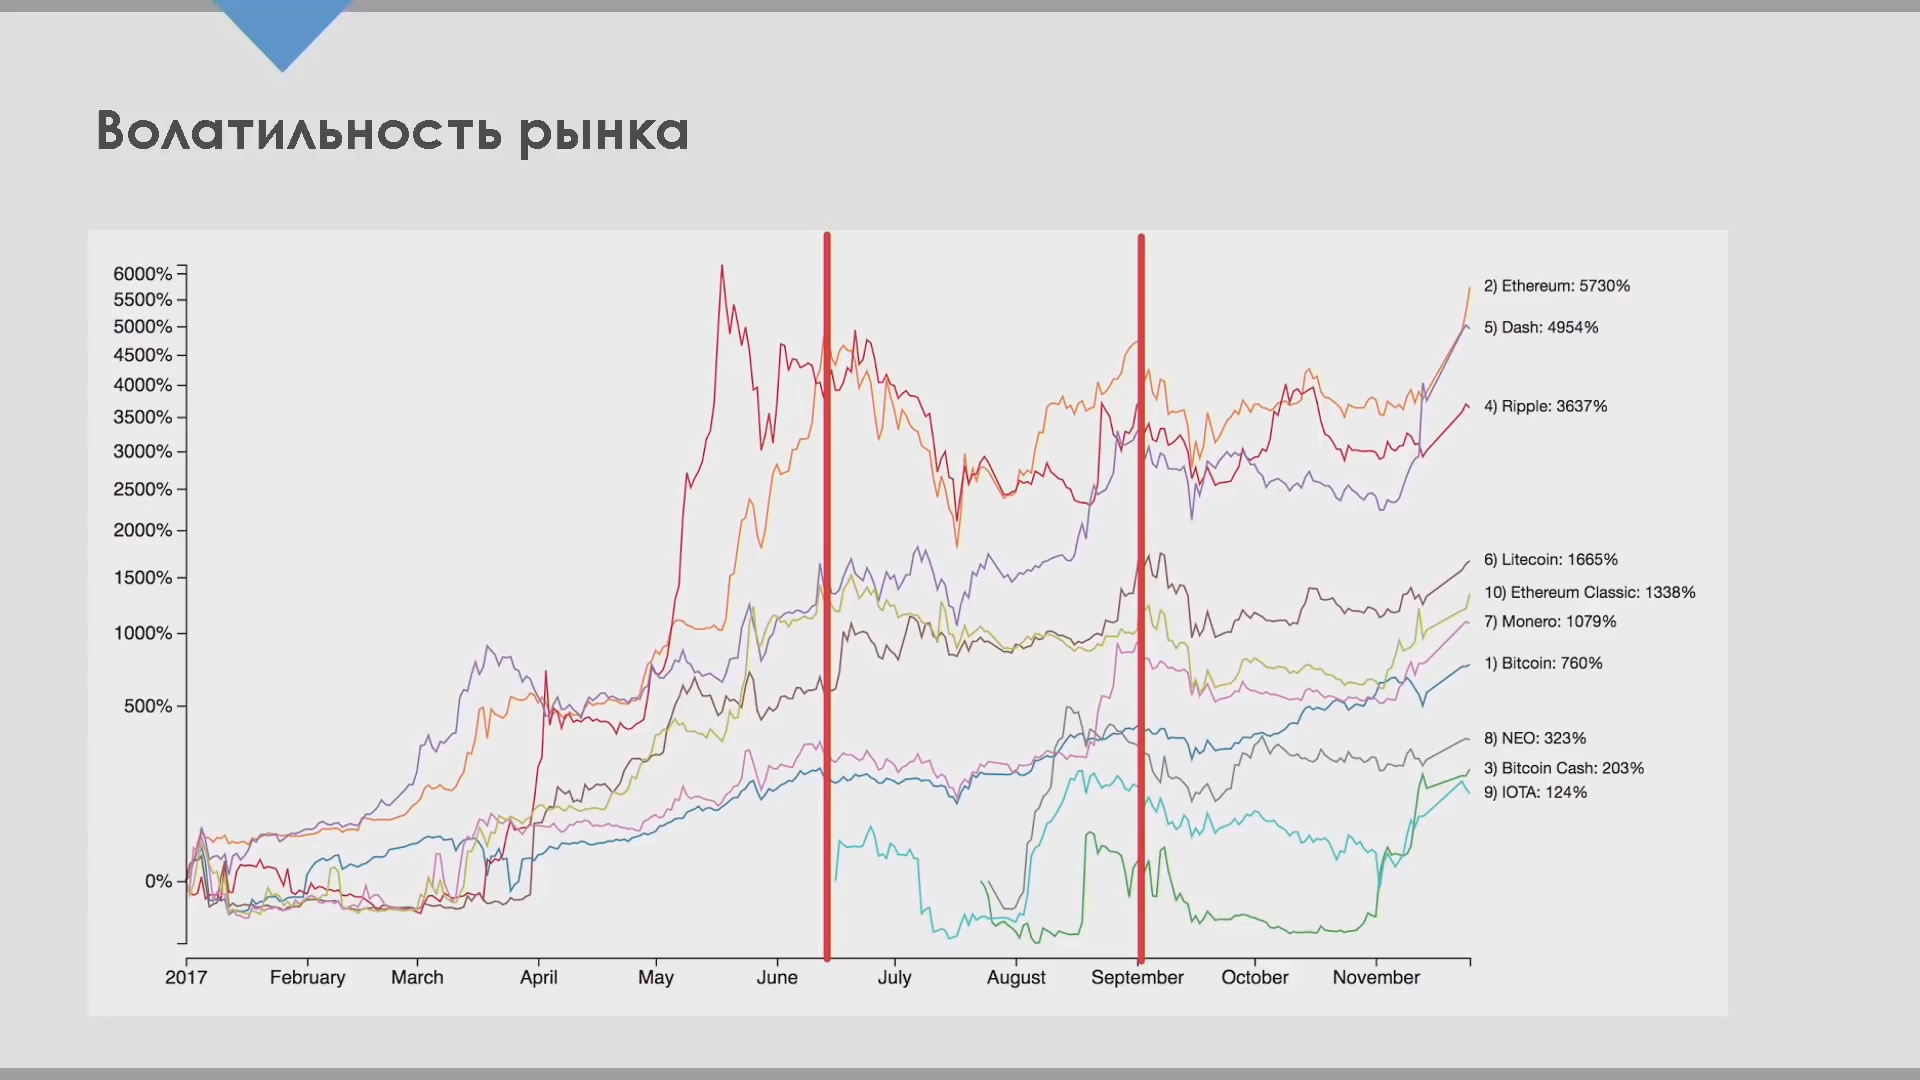 Волатильность рынка
6000%
5500%
5000%
4500%
4000%
3500%
3000%
2500%
2000%
1500%
1000%
500%
0%
2) Ethereum: 5730%
5) Dash: 4954%
4) Ripple: 3637%
6) Litecoin: 1665%
10) Ethereum Classic: 1338%
7) Monero: 1079%
1) Bitcoin: 760%
8) NEO: 323%
3) Bitcoin Cash: 203%
9) IOTA: 124%
2017 February March April May June July August September October November